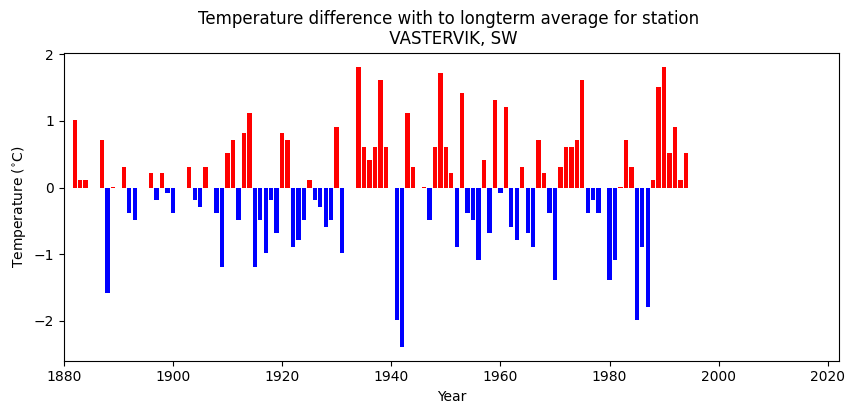 Temperature difference with to longterm average for station
VASTERVIK, SW
Temperature (°C)
2
1
0
−1
−2
1880 1900 1920 1940 1960 1980 2000 2020
Year